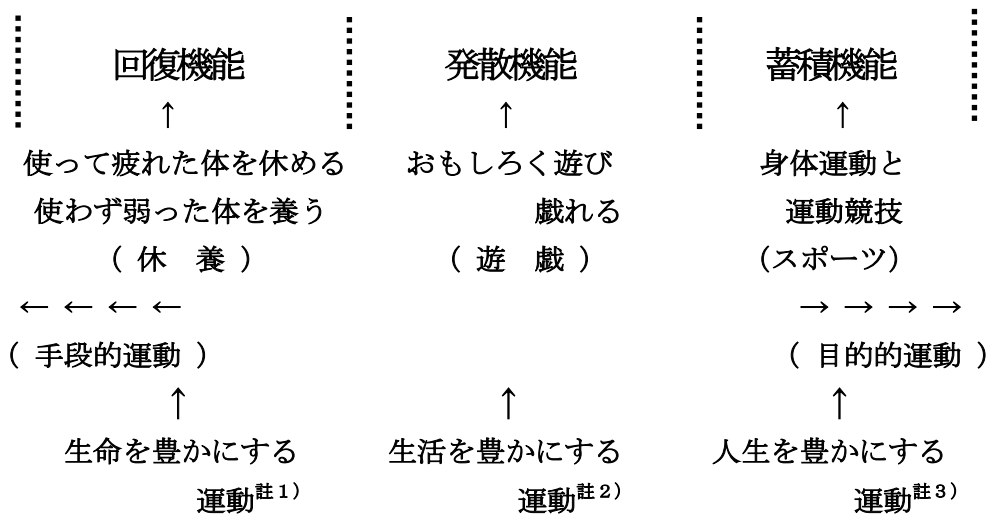 回復機能　発散機能　蓄積機能
↑　↑　↑
使って疲れた体を休める　おもしろく遊び　身体運動と
使わず弱った体を養う　戯れる　運動競技
（ 休　養 ）　（ 遊　戯 ）　（スポーツ）
← ← ← ←　→ → → →
（ 手段的運動 ）　（ 目的的運動 ）
↑　↑　↑
生命を豊かにする　生活を豊かにする　人生を豊かにする
運動註１）　運動註２）　運動註３）